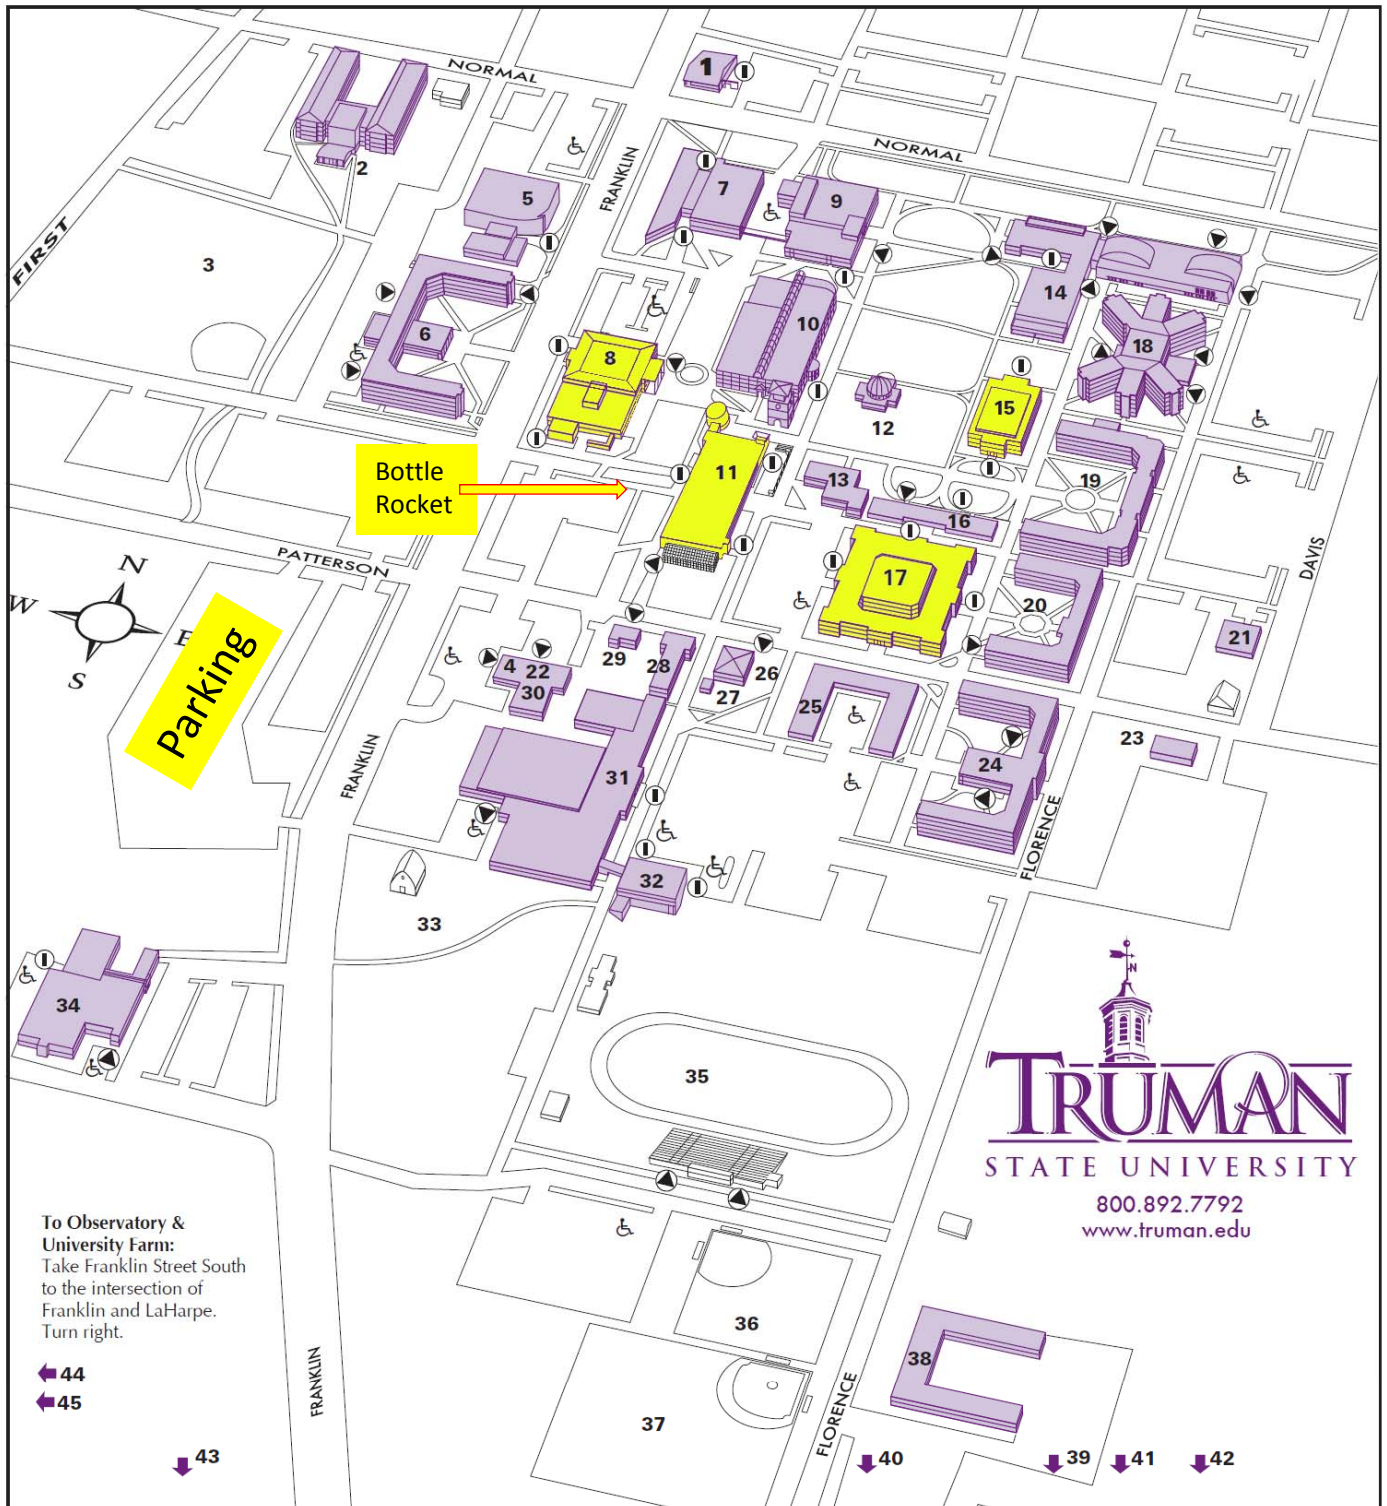 NORMAL
1
2
FRANKLIN
NORMAL
7
5
9
FIRST
3
14
10
6
8
18
15
12
11
Bottle
Rocket
13
19
16
PATTERSON
DAVIS
N
W
E
S
17
20
21
Parking
29
28
4
22
30
26
27
25
23
24
FRANKLIN
31
FLORENCE
32
33
34
N
35
TRUMAN
STATE UNIVERSITY
800.892.7792
www.truman.edu
To Observatory &
University Farm:
Take Franklin Street South
to the intersection of
Franklin and LaHarpe.
Turn right.
36
38
44
45
FRANKLIN
37
FLORENCE
43
40
39
41
42